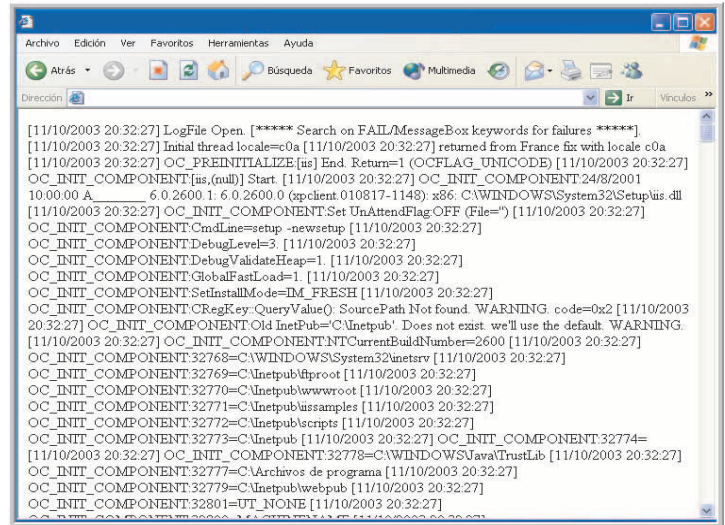 Archivo Edición Ver Favoritos Herramientas Ayuda
Atrás Búsqueda Favoritos Multimedia
Dirección Ir Vínculos »
[11/10/2003 20:32:27] LogFile Open. [***** Search on FAIL/MessageBox keywords for failures *****].
[11/10/2003 20:32:27] Initial thread locale=c0a [11/10/2003 20:32:27] returned from France fix with locale c0a
[11/10/2003 20:32:27] OC_PREINITIALIZE:[iis] End. Return=1 (OCFLAG_UNICODE) [11/10/2003 20:32:27]
OC_INIT_COMPONENT:[iis,(null)] Start. [11/10/2003 20:32:27] OC_INIT_COMPONENT:24/8/2001
10:00:00 A_______ 6.0.2600.1: 6.0.2600.0 (xpclient.010817-1148): x86: C:\WINDOWS\System32\Setup\iis.dll
[11/10/2003 20:32:27] OC_INIT_COMPONENT:Set UnAttendFlag:OFF (File='') [11/10/2003 20:32:27]
OC_INIT_COMPONENT:CmdLine=setup -newsetup [11/10/2003 20:32:27]
OC_INIT_COMPONENT:DebugLevel=3. [11/10/2003 20:32:27]
OC_INIT_COMPONENT:DebugValidateHeap=1. [11/10/2003 20:32:27]
OC_INIT_COMPONENT:GlobalFastLoad=1. [11/10/2003 20:32:27]
OC_INIT_COMPONENT:SetInstallMode=IM_FRESH [11/10/2003 20:32:27]
OC_INIT_COMPONENT:CRegKey::QueryValue(): SourcePath Not found. WARNING. code=0x2 [11/10/2003
20:32:27] OC_INIT_COMPONENT:Old InetPub='C:\Inetpub'. Does not exist. we'll use the default. WARNING.
[11/10/2003 20:32:27] OC_INIT_COMPONENT:NTCurrentBuildNumber=2600 [11/10/2003 20:32:27]
OC_INIT_COMPONENT:32768=C:\WINDOWS\System32\inetsrv [11/10/2003 20:32:27]
OC_INIT_COMPONENT:32769=C:\Inetpub\ftproot [11/10/2003 20:32:27]
OC_INIT_COMPONENT:32770=C:\Inetpub\wwwroot [11/10/2003 20:32:27]
OC_INIT_COMPONENT:32771=C:\Inetpub\iissamples [11/10/2003 20:32:27]
OC_INIT_COMPONENT:32772=C:\Inetpub\scripts [11/10/2003 20:32:27]
OC_INIT_COMPONENT:32773=C:\Inetpub [11/10/2003 20:32:27] OC_INIT_COMPONENT:32774=
[11/10/2003 20:32:27] OC_INIT_COMPONENT:32778=C:\WINDOWS\Java\TrustLib [11/10/2003 20:32:27]
OC_INIT_COMPONENT:32777=C:\Archivos de programa [11/10/2003 20:32:27]
OC_INIT_COMPONENT:32779=C:\Inetpub\webpub [11/10/2003 20:32:27]
OC_INIT_COMPONENT:32801=UT_NONE [11/10/2003 20:32:27]